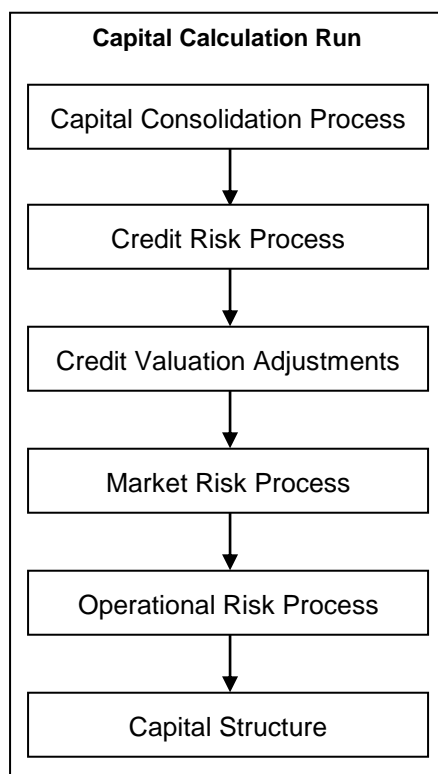 Capital Calculation Run
Capital Consolidation Process
Credit Risk Process
Credit Valuation Adjustments
Market Risk Process
Operational Risk Process
Capital Structure